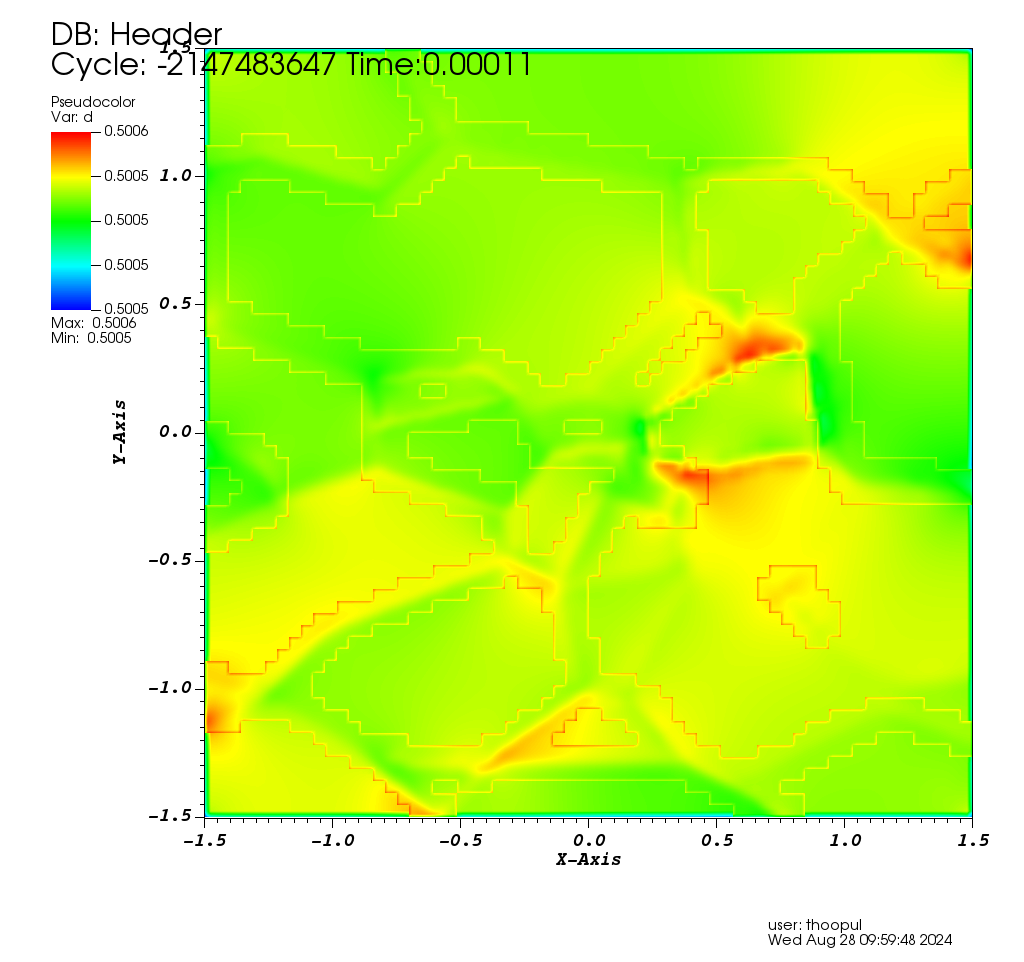 DB: Header
Cycle: -2147483647 Time:0.00011
Pseudocolor
Var: d
0.5006
0.5005
0.5005
0.5005
0.5005
Max: 0.5006
Min: 0.5005
1.5
1.0
0.5
0.0
-0.5
-1.0
-1.5
Y-Axis
-1.5 -1.0 -0.5 0.0 0.5 1.0 1.5
X-Axis
user: thoopul
Wed Aug 28 09:59:48 2024